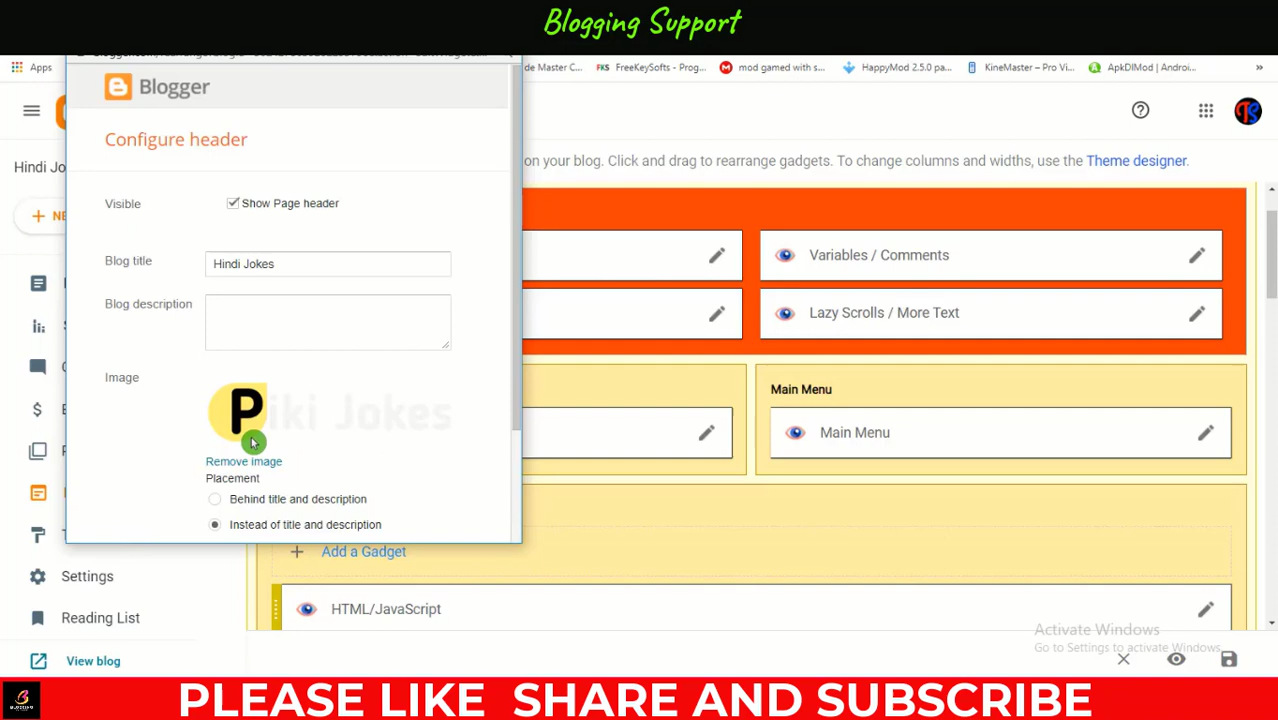 Blogging Support
Apps
de Master C...
FKS FreeKeySofts - Prog...
mod gamed with s...
HappyMod 2.5.0 pa...
KineMaster – Pro Vi...
ApkDlMod | Androi...
»
Blogger
Configure header
Hindi Jo
on your blog. Click and drag to rearrange gadgets. To change columns and widths, use the Theme designer.
Visible
Show Page header
NE
Blog title
Hindi Jokes
Variables / Comments
Blog description
Lazy Scrolls / More Text
Image
Main Menu
Piki Jokes
Main Menu
Remove image
Placement
Behind title and description
Instead of title and description
Add a Gadget
Settings
HTML/JavaScript
Reading List
Activate Windows
Go to Settings to activate Windows.
View blog
PLEASE LIKE SHARE AND SUBSCRIBE